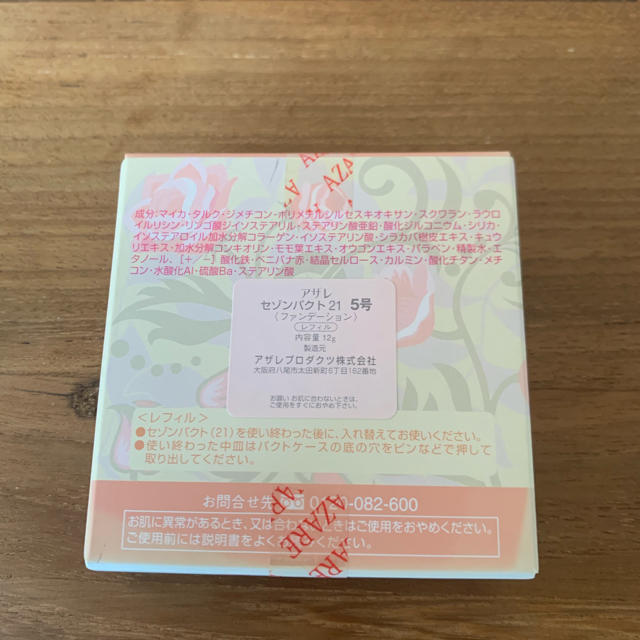 AZARE
成分:マイカ・タルク・ジメチコン・ポリメチルシルセスキオキサン・スクワラン・ラウロ
イルリシン・リンゴ酸ジイソステアリル・ステアリン酸亜鉛・酸化ジルコニウム・シリカ・
イソステアロイル加水分解コラーゲン・イソステアリン酸・シラカバ樹皮エキス・キュウ
リエキス・加水分解コンキオリン・モモ葉エキス・オウゴンエキス・パラベン・精製水・エ
タノール、[+/-] 酸化鉄・ベニバナ赤・結晶セルロース・カルミン・酸化チタン・メチ
コン・水酸化Al・硫酸Ba・ステアリン酸
アザレ
セゾンパクト21 5号
(ファンデーション)
レフィル
内容量 12g
製造元
アザレプロダクツ株式会社
大阪府八尾市太田新町6丁目182番地
お願い お肌に合わないときは、
ご使用をすぐにおやめ下さい。
<レフィル>
●セゾンパクト(21)を使い終わった後に、入れ替えてお使いください。
●使い終わった中皿はパクトケースの底の穴をピンなどで押して
取り出してください。
お問合せ先 0 0-082-600
お肌に異常があるとき、又は合わ ときはご使用をおやめください。
ご使用前には説明書をよく ください。
AZARE